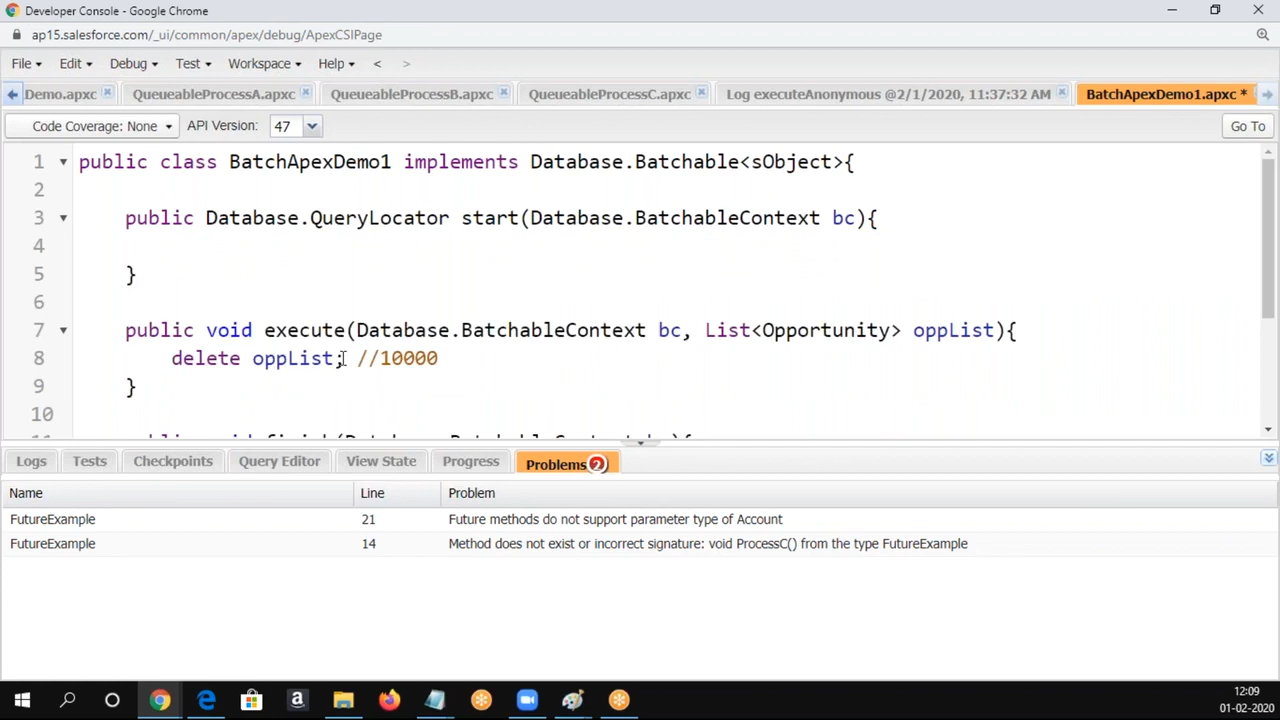 Developer Console - Google Chrome
ap15.salesforce.com/_ui/common/apex/debug/ApexCSIPage
File Edit Debug Test Workspace Help < >
Demo.apxc QueueableProcessA.apxc QueueableProcessB.apxc QueueableProcessC.apxc Log executeAnonymous @2/1/2020, 11:37:32 AM BatchApexDemo1.apxc *
Code Coverage: None API Version: 47 Go To
1 public class BatchApexDemo1 implements Database.Batchable<sObject>{
2
3 public Database.QueryLocator start(Database.BatchableContext bc){
4
5 }
6
7 public void execute(Database.BatchableContext bc, List<Opportunity> oppList){
8 delete oppList; //10000
9 }
10
Logs Tests Checkpoints Query Editor View State Progress Problems 2
Name Line Problem
FutureExample 21 Future methods do not support parameter type of Account
FutureExample 14 Method does not exist or incorrect signature: void ProcessC() from the type FutureExample
12:09
01-02-2020